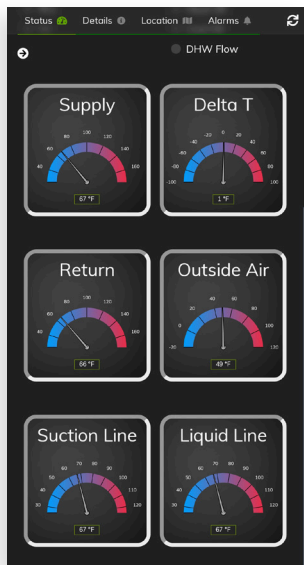 Status Details Location Alarms
DHW Flow
Supply Delta T
40 60 80 100 120 140 160
-100 -80 -60 -40 -20 0 20 40 60 80 100
67 °F 1 °F
Return Outside Air
40 60 80 100 120 140 160
-30 0 20 40 60 80 100 130
66 °F 49 °F
Suction Line Liquid Line
30 40 50 60 70 80 90 100 110 120
30 40 50 60 70 80 90 100 110 120
67 °F 67 °F